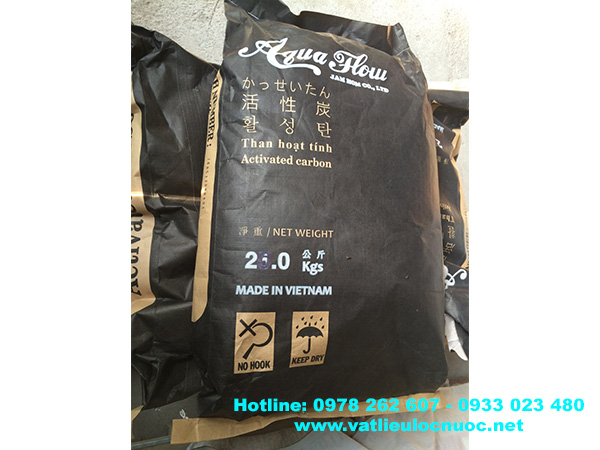 Aqua Flow
JAM ROM CO., LTD
かっせいたん
活性炭
활성탄
Than hoạt tính
Activated carbon
淨重 / NET WEIGHT
公斤
Kgs
MADE IN VIETNAM
NO HOOK
KEEP DRY
NUMBER:
Hotline: 0978 262 607 - 0933 023 480
www.vatlieulocnuoc.net